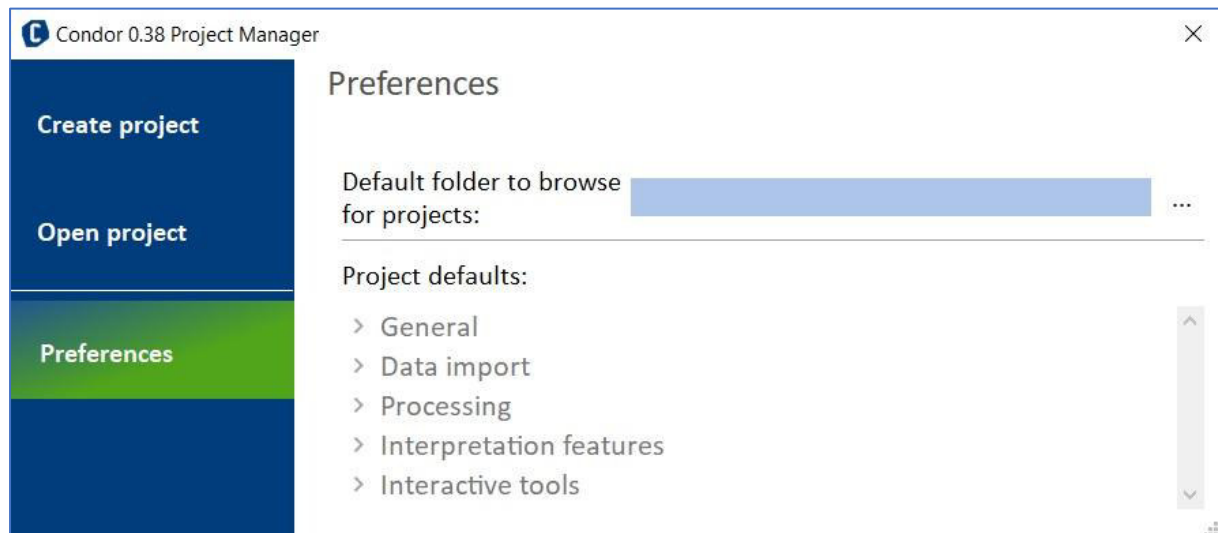 Condor 0.38 Project Manager
Preferences
Create project
Open project
Preferences
Default folder to browse
for projects:
...
Project defaults:
General
Data import
Processing
Interpretation features
Interactive tools